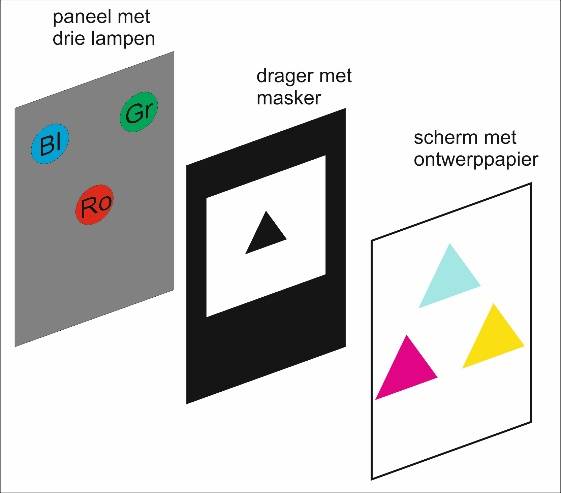 paneel met
drie lampen
Bl
Gr
Ro
drager met
masker
scherm met
ontwerppapier